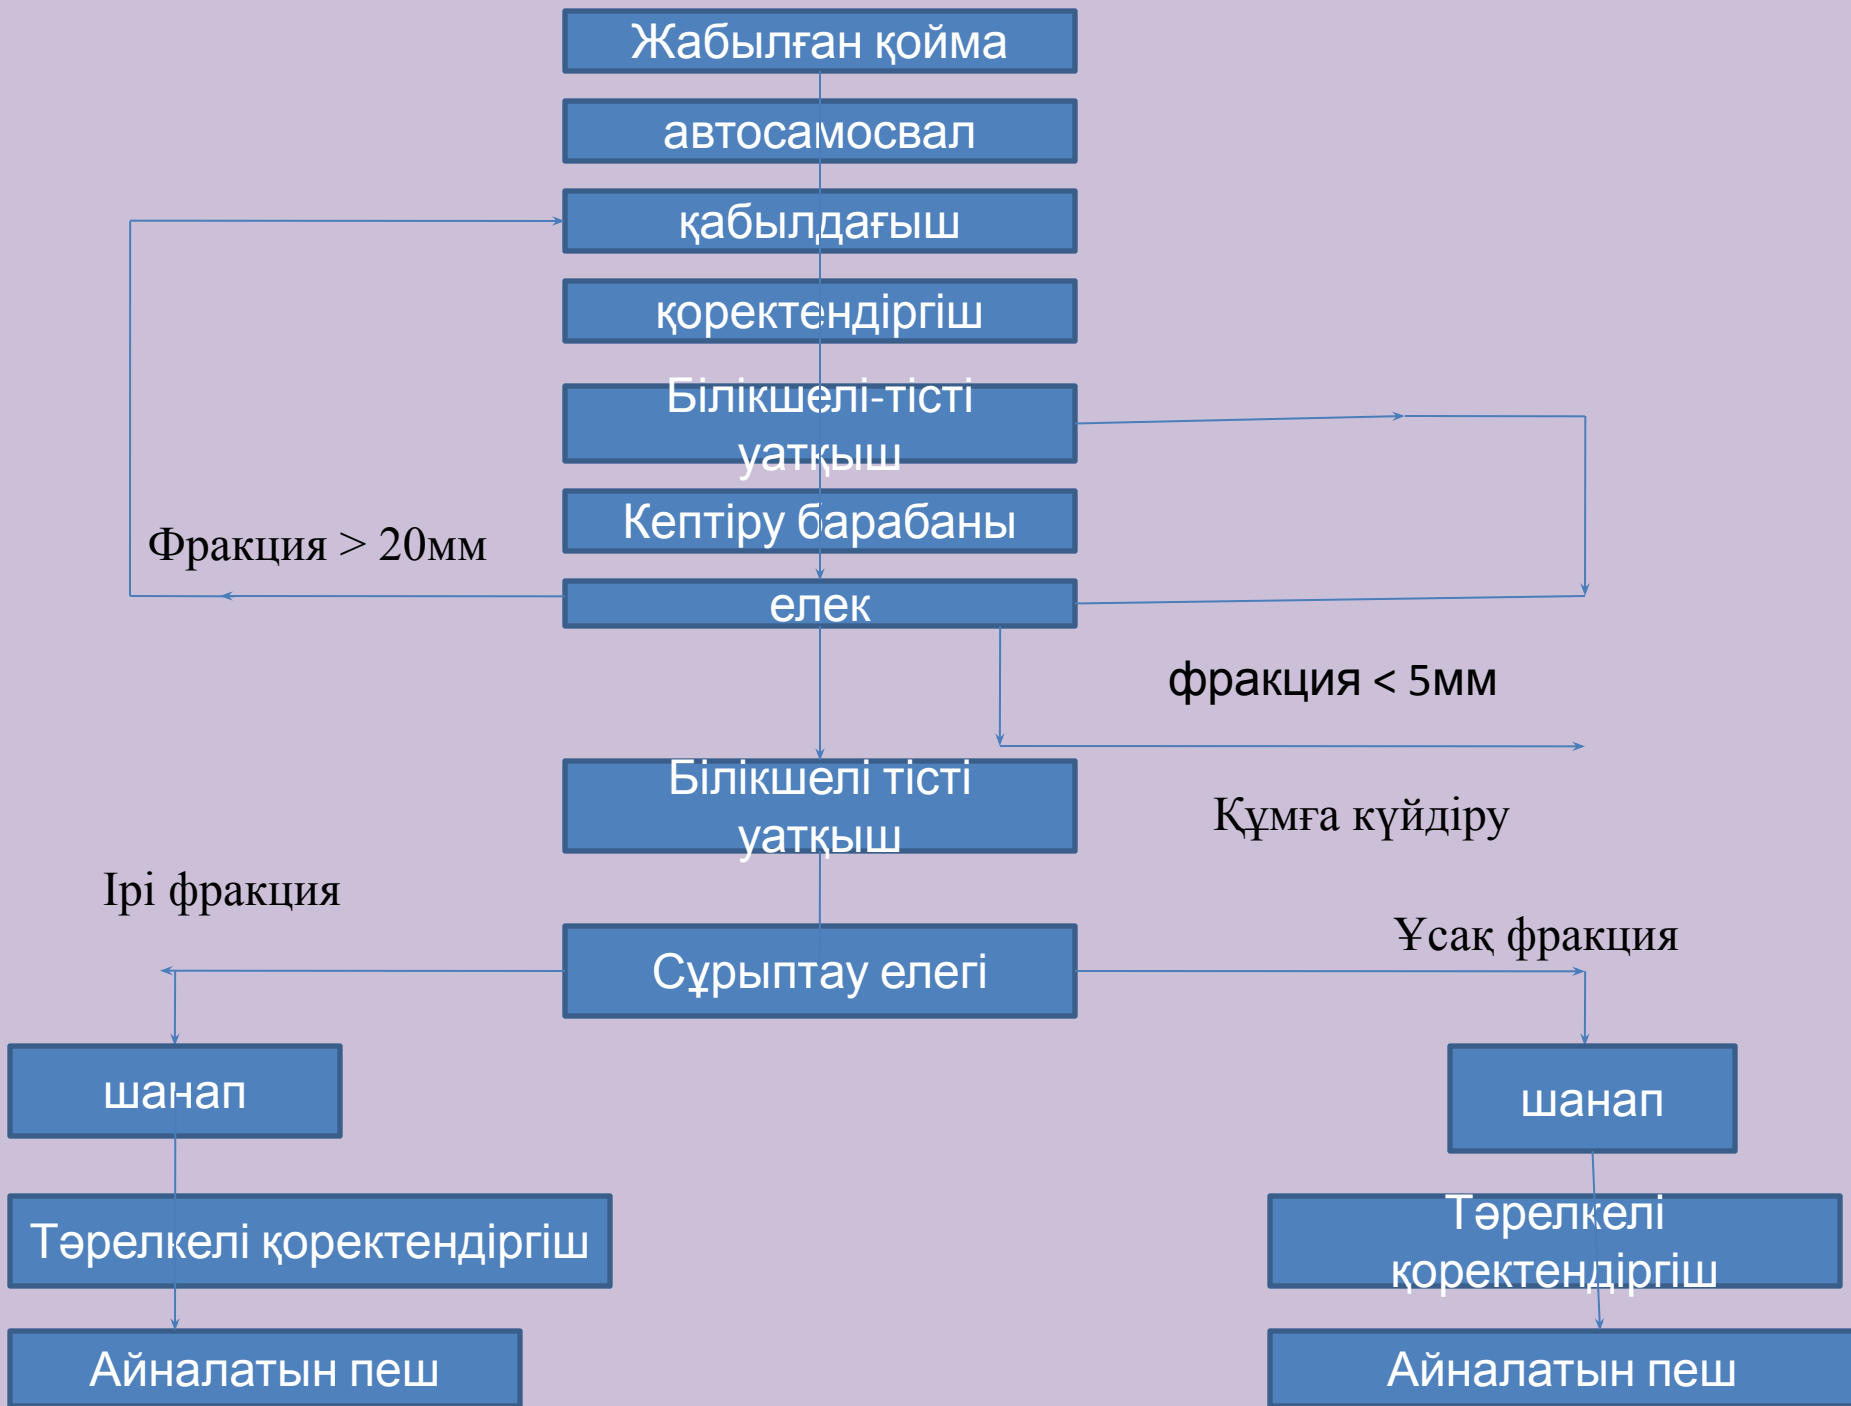 Жабылған қойма
автосамосвал
қабылдағыш
қоректендіргіш
Білікшелі-тісті
уатқыш
Кептіру барабаны
Фракция > 20мм
елек
фракция < 5мм
Білікшелі тісті
уатқыш
Құмға күйдіру
Ірі фракция
Ұсақ фракция
Сұрыптау елегі
шанап
шанап
Тәрелкелі қоректендіргіш
Тәрелкелі
қоректендіргіш
Айналатын пеш
Айналатын пеш